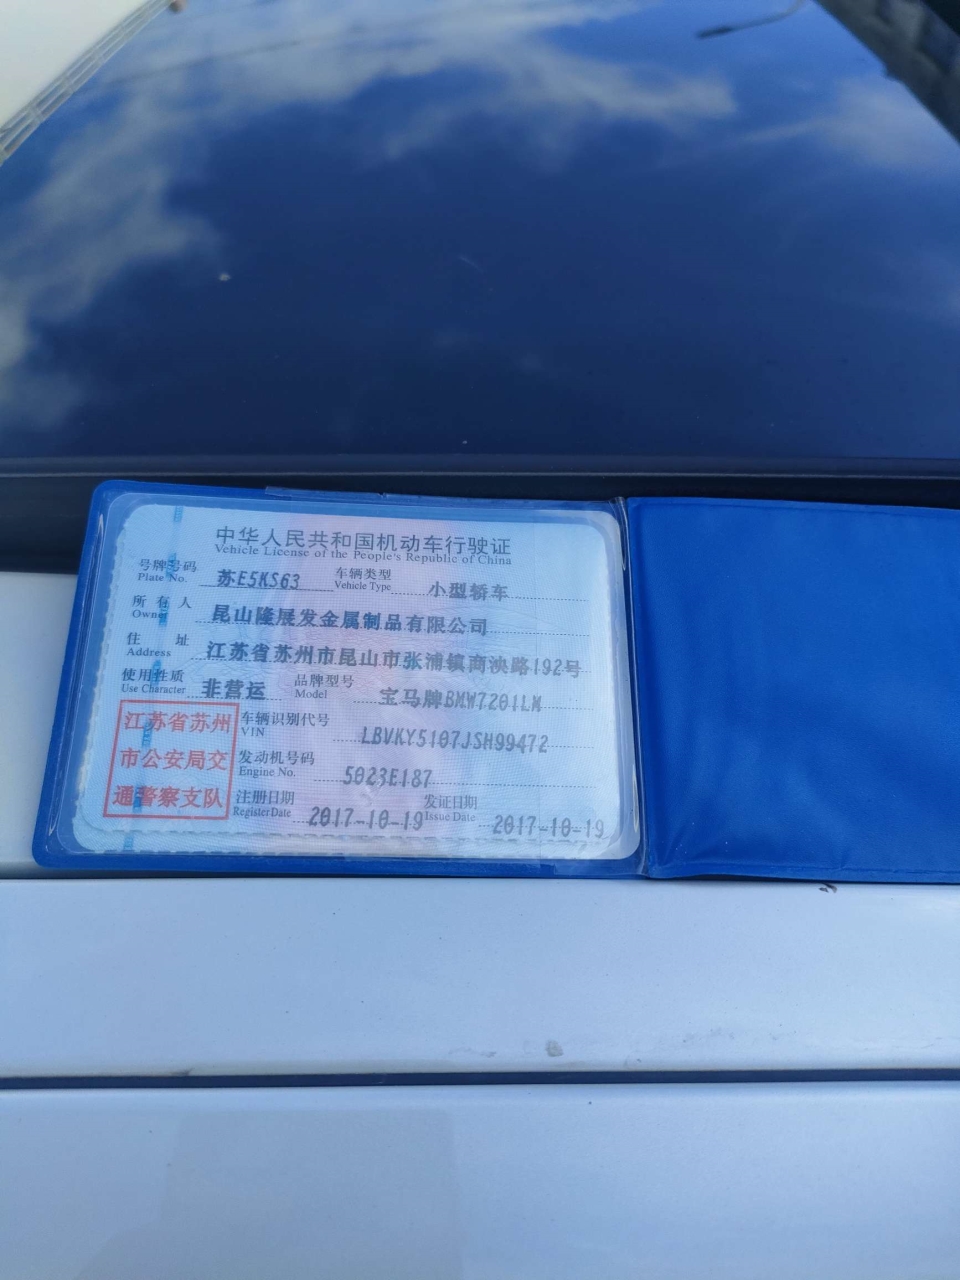 中华人民共和国机动车行驶证
Vehicle License of the People's Republic of China
号牌号码 苏E5KS63 车辆类型 小型轿车
Plate No. Vehicle Type
所有人 昆山隆展发金属制品有限公司
Owner
住址 江苏省苏州市昆山市张浦镇商泱路192号
Address
使用性质 非营运 品牌型号 宝马牌BMW7201LM
Use Character Model
江苏省苏州 车辆识别代号 LBVKY5107JSH99472
VIN
市公安局交 发动机号码 5023E187
Engine No.
通警察支队 注册日期 2017-10-19 发证日期 2017-10-19
Register Date Issue Date